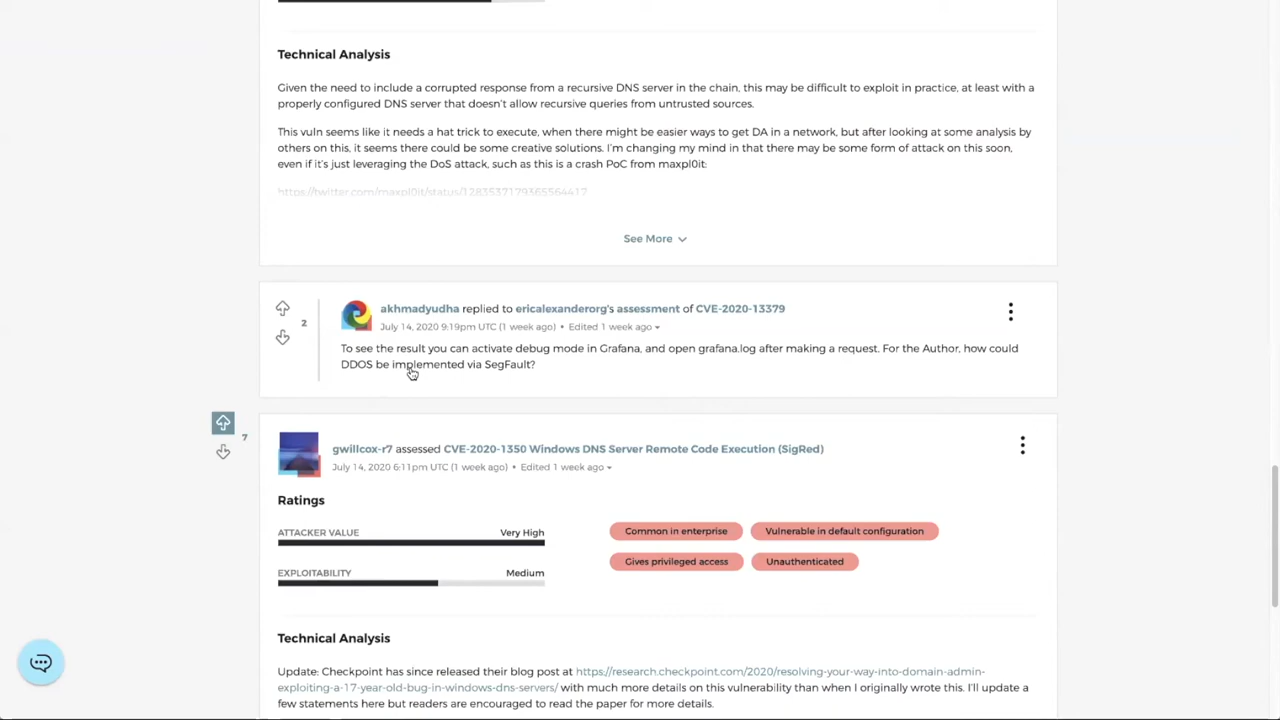 Technical Analysis
Given the need to include a corrupted response from a recursive DNS server in the chain, this may be difficult to exploit in practice, at least with a
properly configured DNS server that doesn't allow recursive queries from untrusted sources.
This vuln seems like it needs a hat trick to execute, when there might be easier ways to get DA in a network, but after looking at some analysis by
others on this, it seems there could be some creative solutions. I'm changing my mind in that there may be some form of attack on this soon,
even if it's just leveraging the DoS attack, such as this is a crash PoC from maxpl0it:
https://twitter.com/maxpl0it/status/1283537179365564417
See More
akhmadyudha replied to ericalexanderorg's assessment of CVE-2020-13379
2
July 14, 2020 9:19pm UTC (1 week ago) • Edited 1 week ago
To see the result you can activate debug mode in Grafana, and open grafana.log after making a request. For the Author, how could
DDOS be implemented via SegFault?
7
gwillcox-r7 assessed CVE-2020-1350 Windows DNS Server Remote Code Execution (SigRed)
July 14, 2020 6:11pm UTC (1 week ago) • Edited 1 week ago
Ratings
ATTACKER VALUE Very High
Common in enterprise Vulnerable in default configuration
Gives privileged access Unauthenticated
EXPLOITABILITY Medium
Technical Analysis
Update: Checkpoint has since released their blog post at https://research.checkpoint.com/2020/resolving-your-way-into-domain-admin-
exploiting-a-17-year-old-bug-in-windows-dns-servers/ with much more details on this vulnerability than when I originally wrote this. I'll update a
few statements here but readers are encouraged to read the paper for more details.